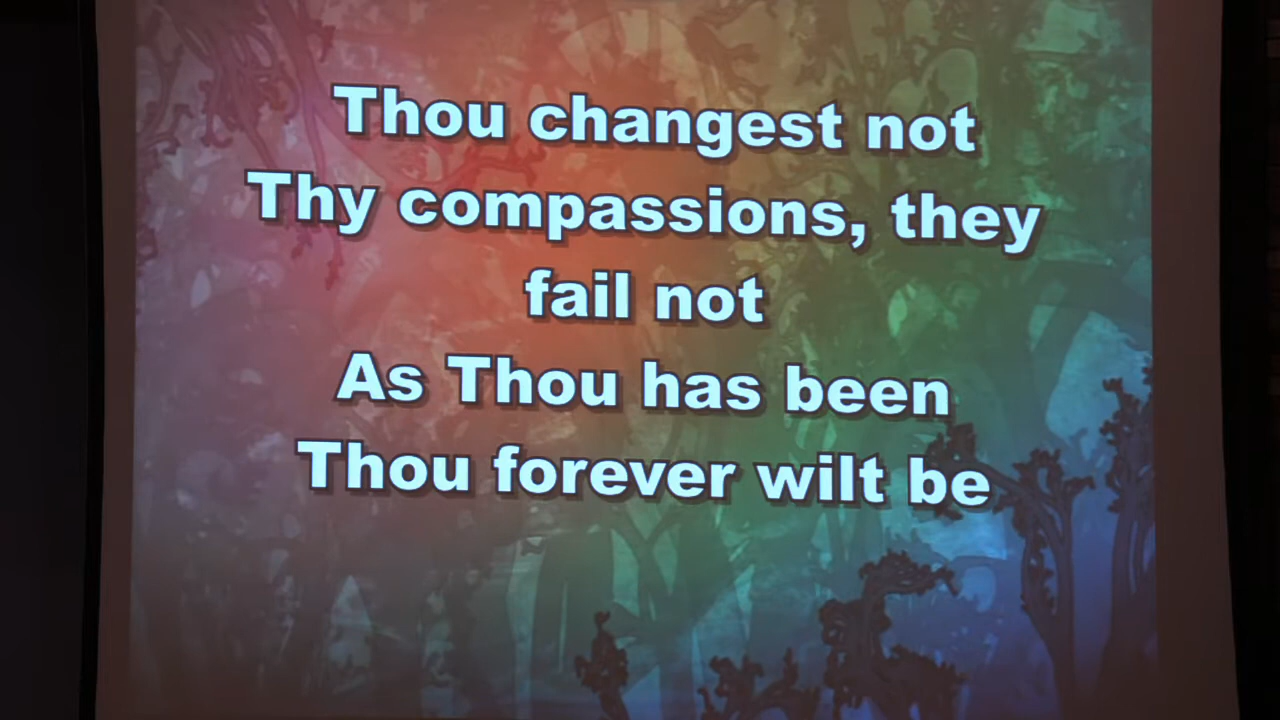 Thou changest not
Thy compassions, they
fail not
As Thou has been
Thou forever wilt be